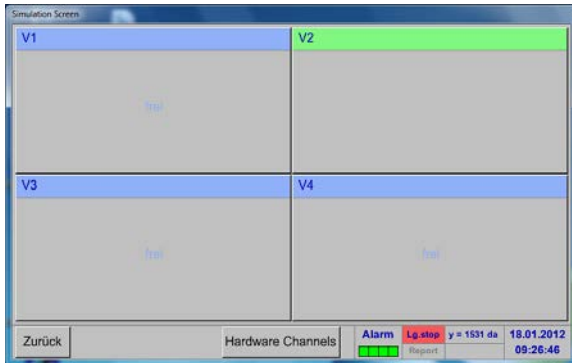 Simulation Screen
V1
V2
frei
V3
V4
frei
frei
Zurück
Hardware Channels
Alarm
Lg.stop
y = 1531 da
18.01.2012
Report
09:26:46